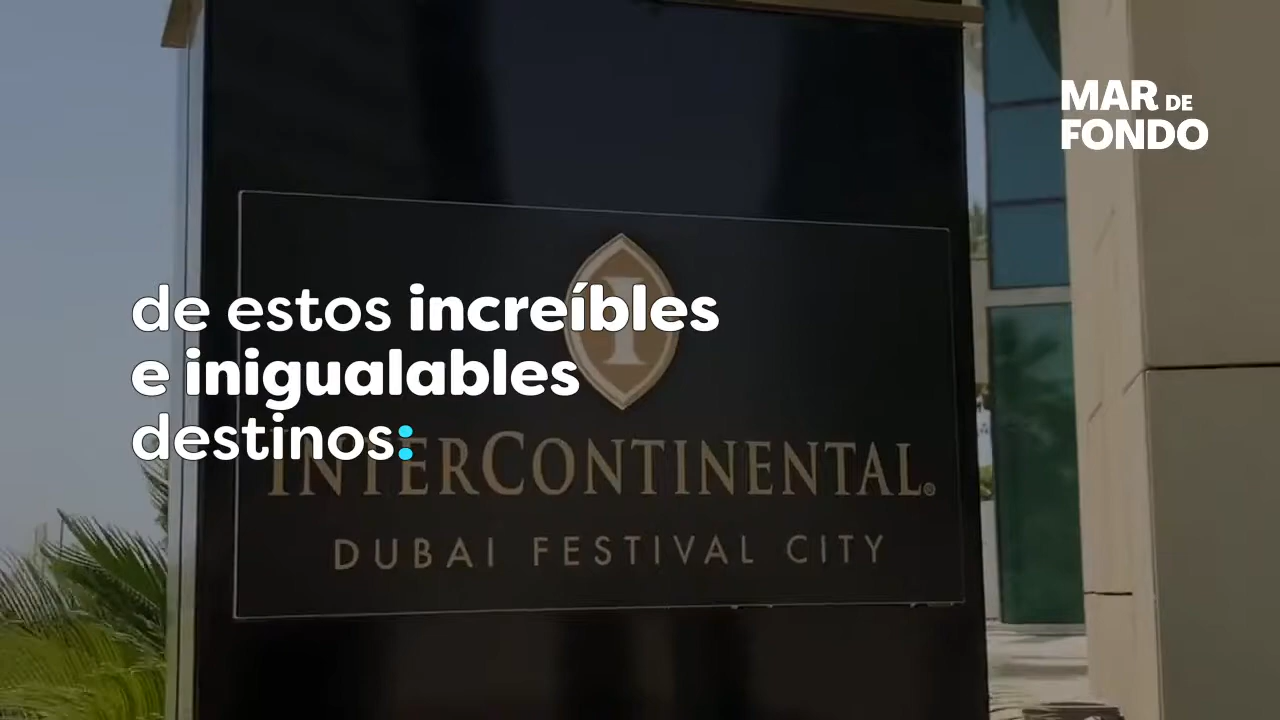 MAR DE
FONDO
de estos increíbles
e inigualables
destinos:
I
INTERCONTINENTAL®
DUBAI FESTIVAL CITY